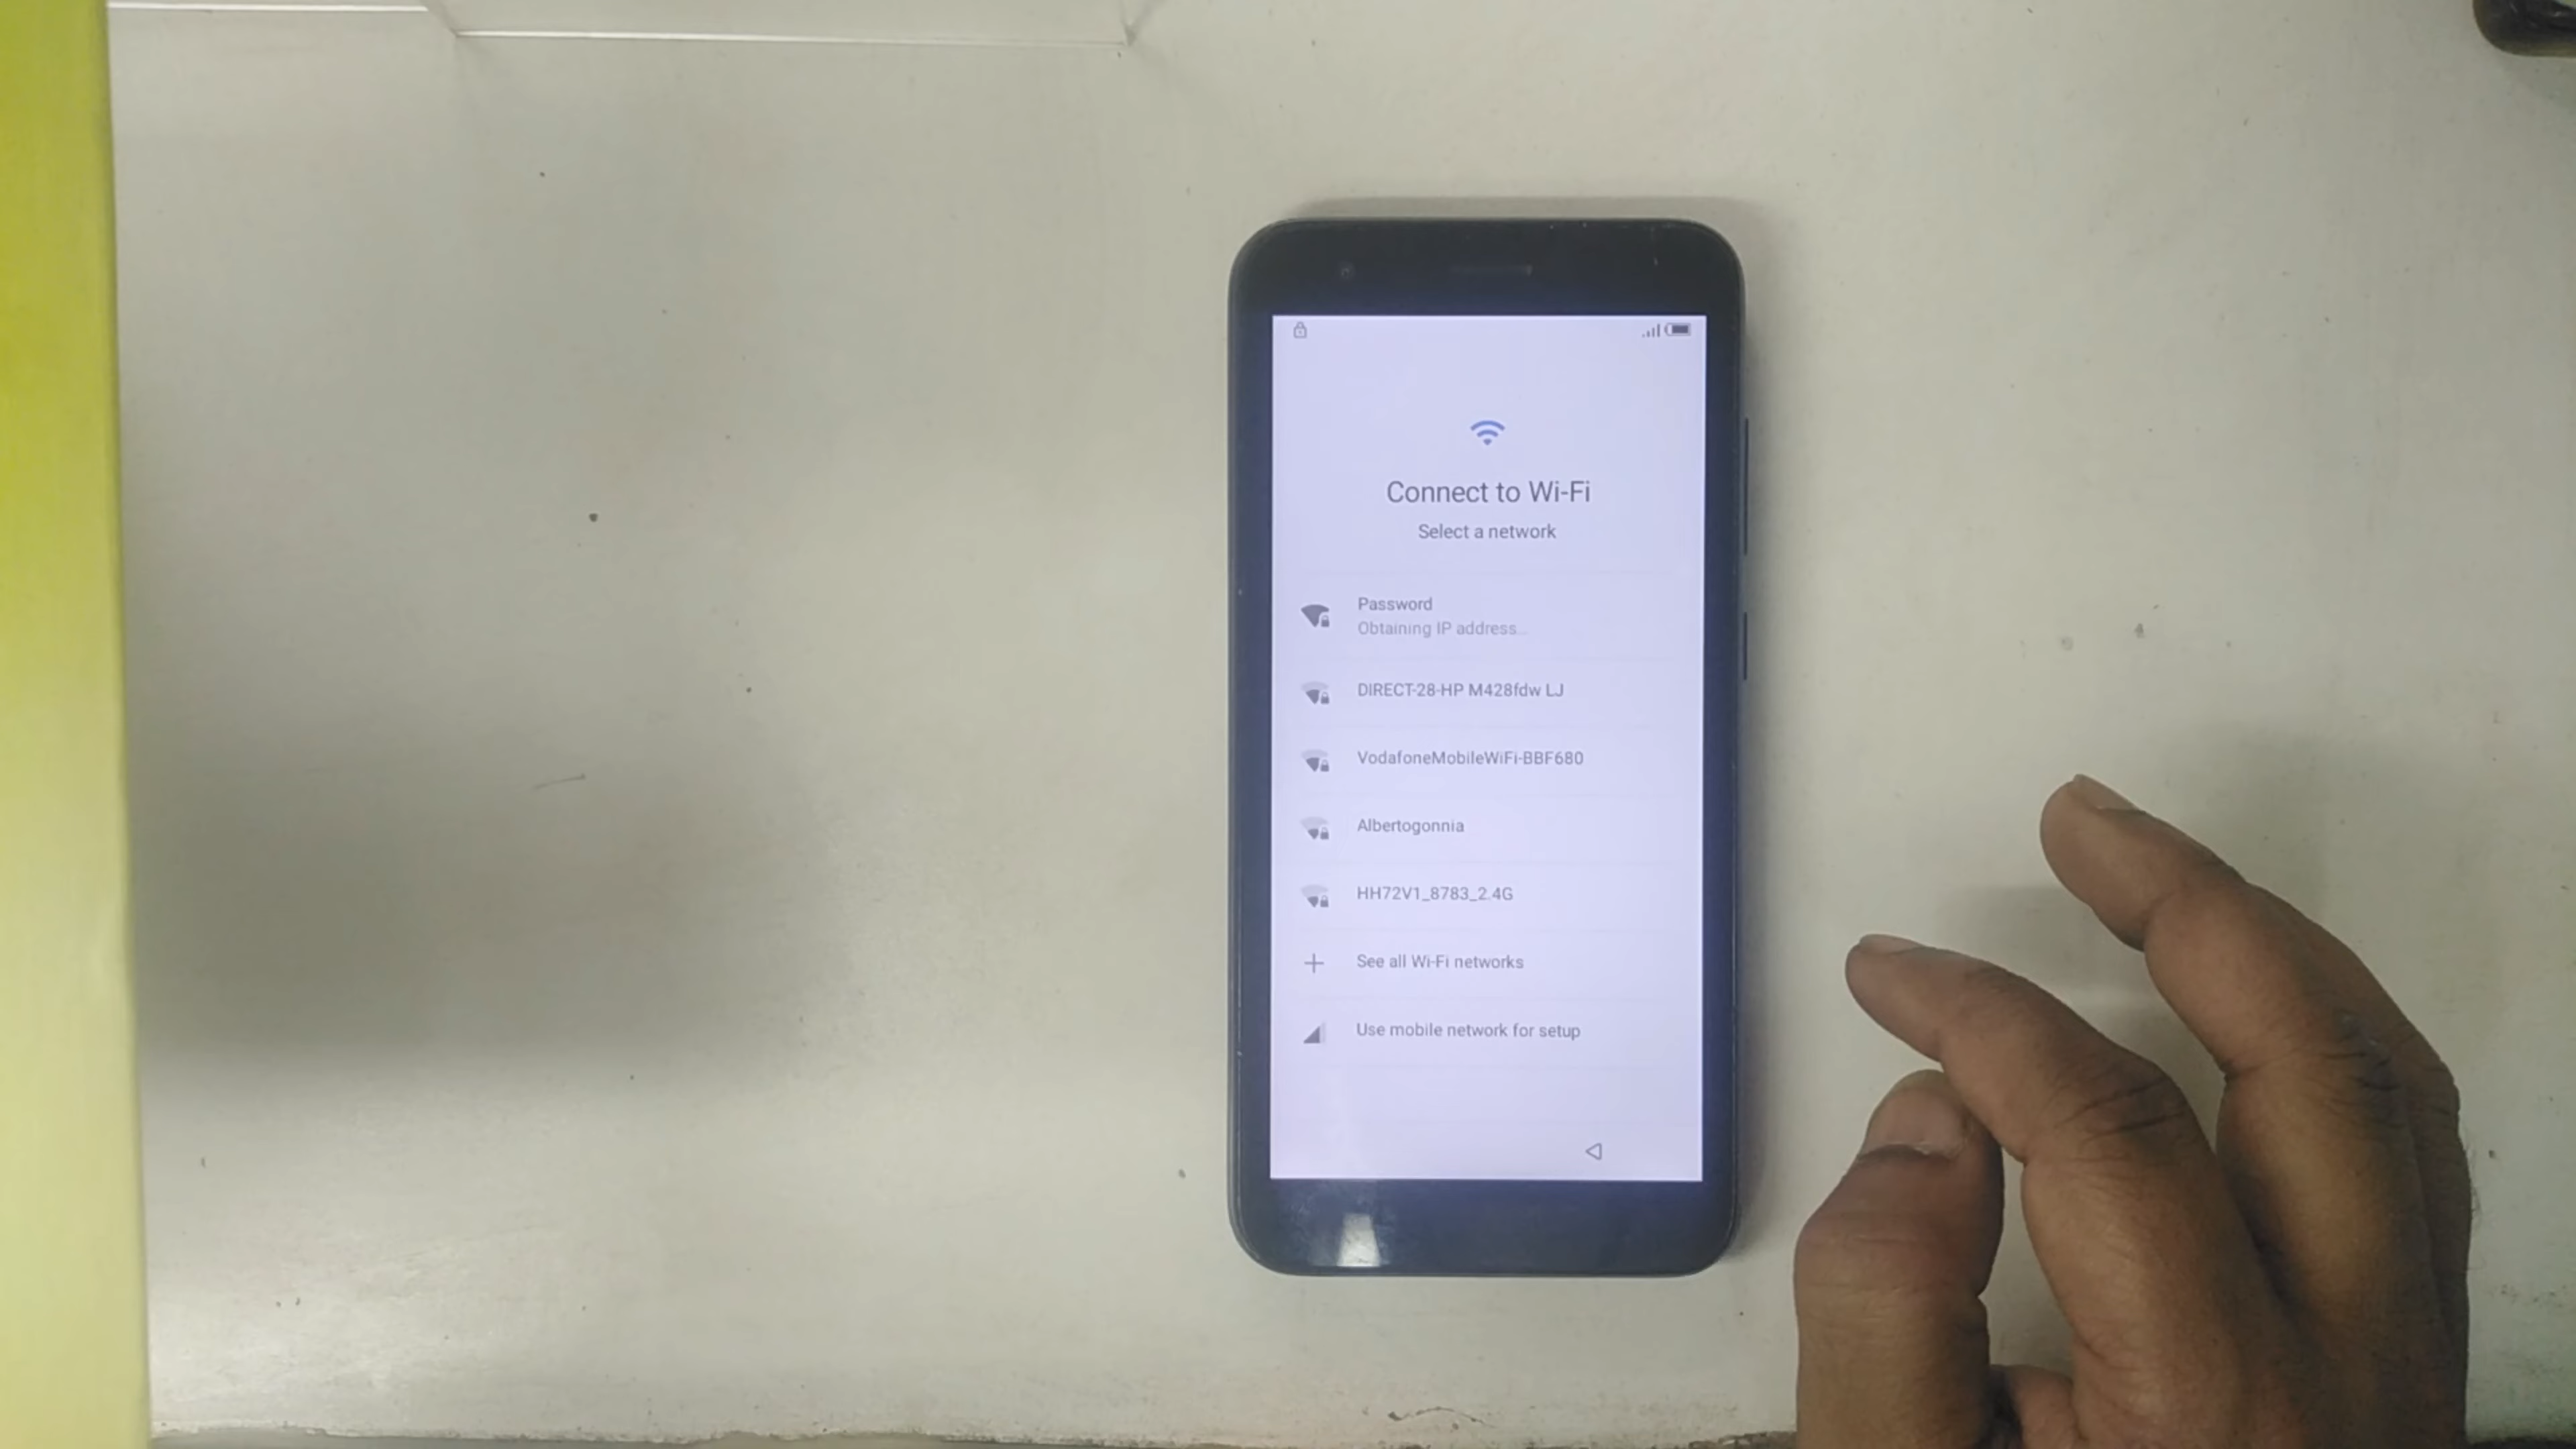 Connect to Wi-Fi
Select a network
Password
Obtaining IP address...
DIRECT-28-HP M428fdw LJ
VodafoneMobileWiFi-BBF680
Albertogonnia
HH72V1_8783_2.4G
See all Wi-Fi networks
Use mobile network for setup